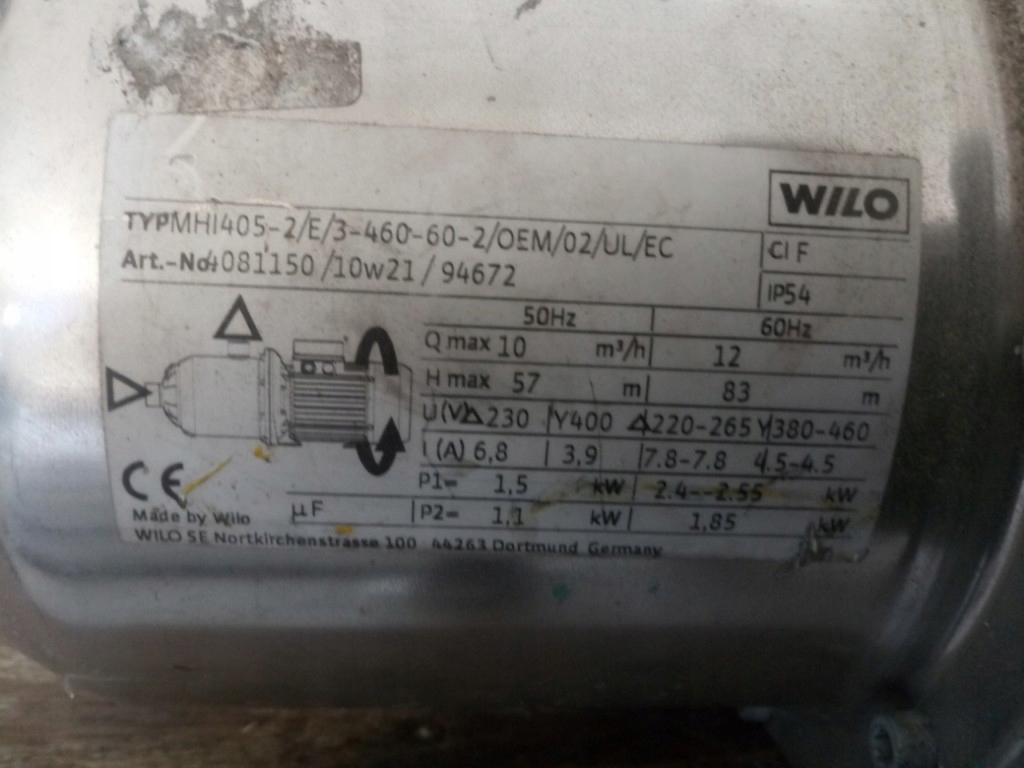 WILO
TYPMHI405-2/E/3-460-60-2/OEM/02/UL/EC
Cl F
Art.-No4081150/10w21/94672
IP54
50Hz 60Hz
Q max 10 m³/h 12 m³/h
H max 57 m 83 m
U(V)△230 Y400 △220-265 Y380-460
I(A) 6,8 3,9 7.8-7.8 4.5-4.5
P1= 1,5 kW 2.4--2.55 kW
CE
µF P2= 1,1 kW 1,85 kW
Made by Wilo
WILO SE Nortkirchenstrasse 100 44263 Dortmund Germany